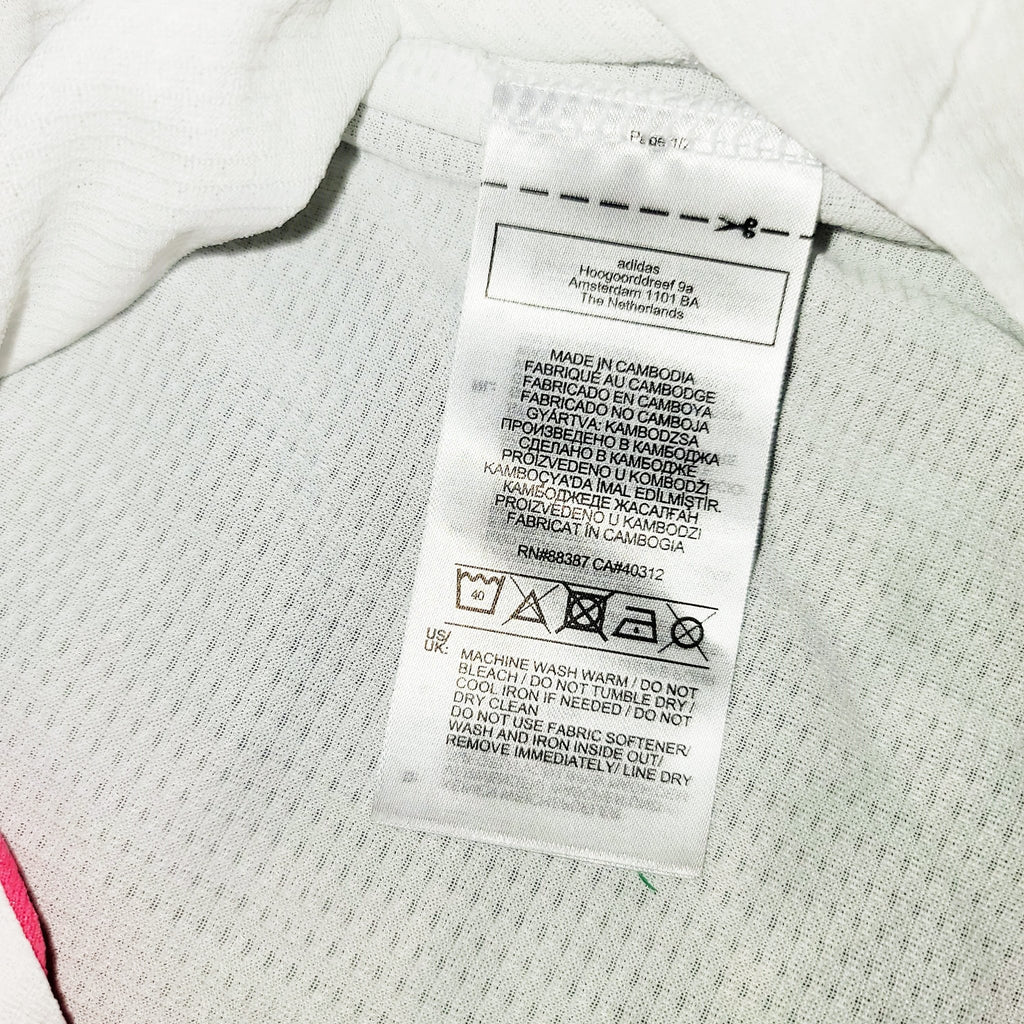 Page 1/2
adidas
Hoogoorddreef 9a
Amsterdam 1101 BA
The Netherlands
MADE IN CAMBODIA
FABRIQUÉ AU CAMBODGE
FABRICADO EN CAMBOYA
FABRICADO NO CAMBOJA
GYÁRTVA: KAMBODZSA
ПРОИЗВЕДЕНО В КАМБОДЖА
СДЕЛАНО В КАМБОДЖЕ
PROIZVEDENO U KOMBODŽI
KAMBOÇYA'DA İMAL EDİLMİŞTİR.
КАМБОДЖЕДЕ ЖАСАЛҒАН
PROIZVEDENO U KAMBODZI
FABRICAT ÎN CAMBOGIA
RN#88387 CA#40312
40
US/
UK:
MACHINE WASH WARM / DO NOT
BLEACH / DO NOT TUMBLE DRY /
COOL IRON IF NEEDED / DO NOT
DRY CLEAN
DO NOT USE FABRIC SOFTENER/
WASH AND IRON INSIDE OUT/
REMOVE IMMEDIATELY/ LINE DRY